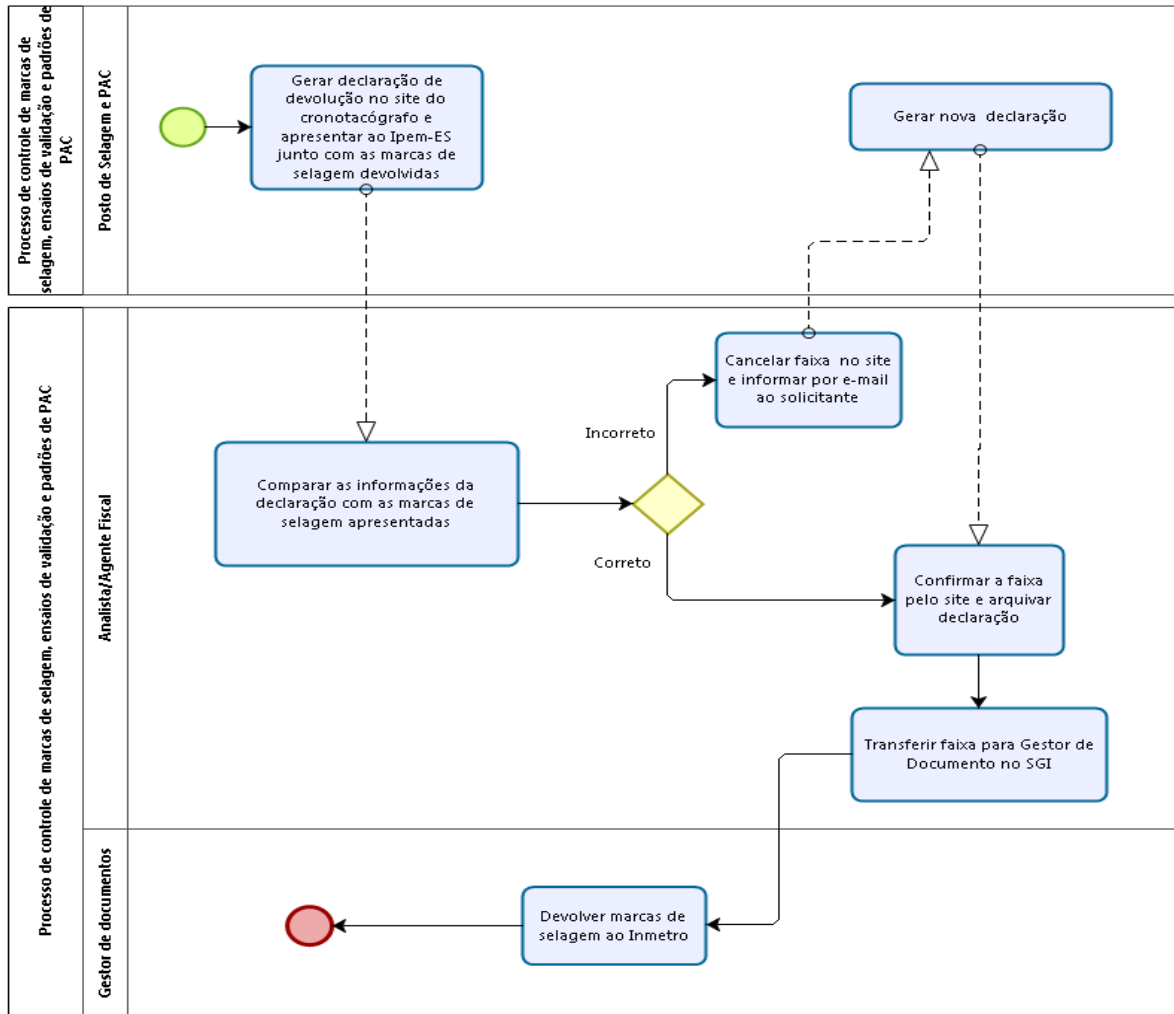 Processo de controle de marcas de
selagem, ensaios de validação e padrões de
PAC
Posto de Selagem e PAC
Gerar declaração de
devolução no site do
cronotacógrafo e
apresentar ao Ipem-ES
junto com as marcas de
selagem devolvidas
Gerar nova declaração
Processo de controle de marcas de selagem, ensaios de validação e padrões de PAC
Analista/Agente Fiscal
Comparar as informações da
declaração com as marcas de
selagem apresentadas
Incorreto
Cancelar faixa no site
e informar por e-mail
ao solicitante
Correto
Confirmar a faixa
pelo site e arquivar
declaração
Transferir faixa para Gestor de
Documento no SGI
Gestor de documentos
Devolver marcas de
selagem ao Inmetro